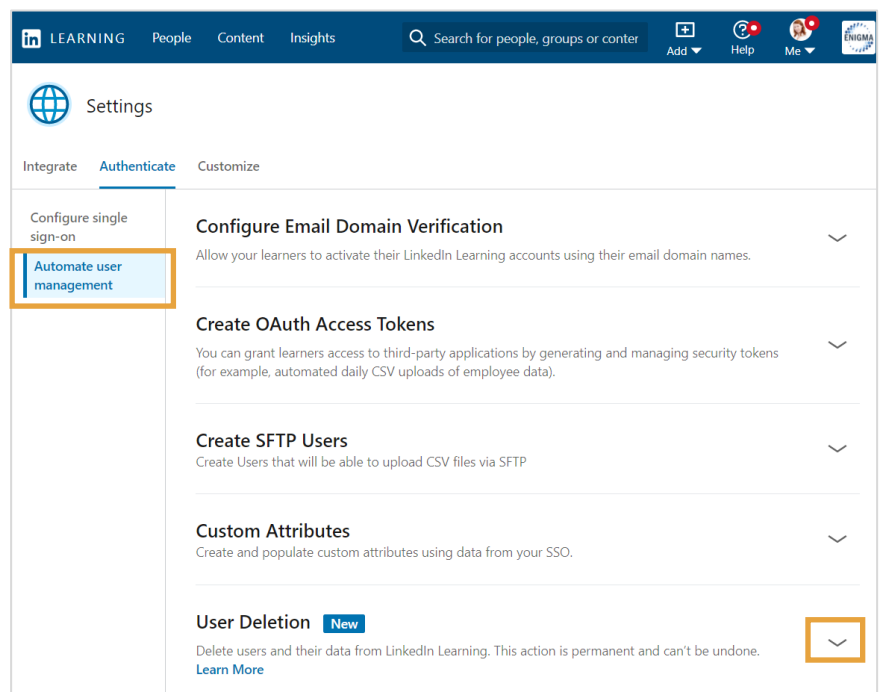 in LEARNING People Content Insights Search for people, groups or conter Add Help Me ENIGMA
Settings
Integrate Authenticate Customize
Configure single
sign-on
Automate user
management
Configure Email Domain Verification
Allow your learners to activate their LinkedIn Learning accounts using their email domain names.
Create OAuth Access Tokens
You can grant learners access to third-party applications by generating and managing security tokens
(for example, automated daily CSV uploads of employee data).
Create SFTP Users
Create Users that will be able to upload CSV files via SFTP
Custom Attributes
Create and populate custom attributes using data from your SSO.
User Deletion New
Delete users and their data from LinkedIn Learning. This action is permanent and can't be undone.
Learn More